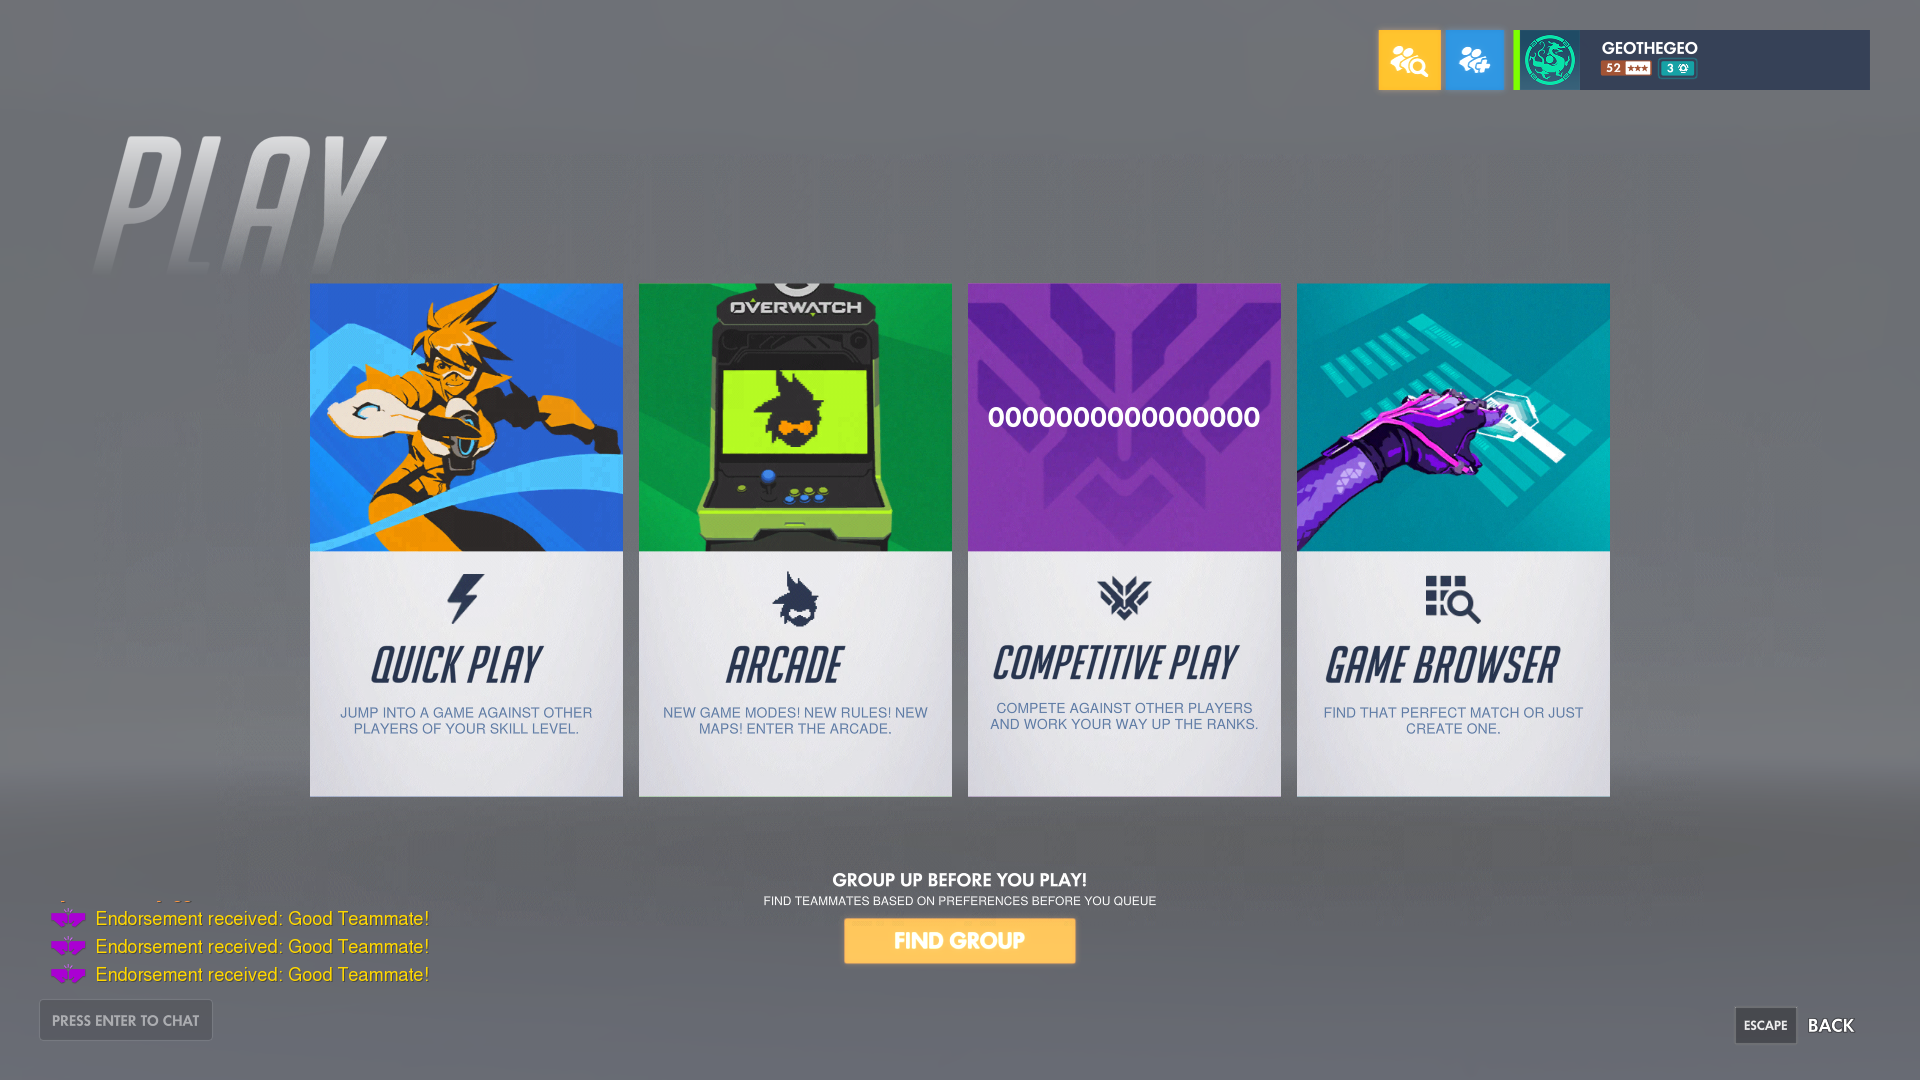 GEOTHEGEO
52
3
PLAY
OVERWATCH
0000000000000000
QUICK PLAY
JUMP INTO A GAME AGAINST OTHER
PLAYERS OF YOUR SKILL LEVEL.
ARCADE
NEW GAME MODES! NEW RULES! NEW
MAPS! ENTER THE ARCADE.
COMPETITIVE PLAY
COMPETE AGAINST OTHER PLAYERS
AND WORK YOUR WAY UP THE RANKS.
GAME BROWSER
FIND THAT PERFECT MATCH OR JUST
CREATE ONE.
GROUP UP BEFORE YOU PLAY!
FIND TEAMMATES BASED ON PREFERENCES BEFORE YOU QUEUE
FIND GROUP
Endorsement received: Good Teammate!
Endorsement received: Good Teammate!
Endorsement received: Good Teammate!
PRESS ENTER TO CHAT
ESCAPE BACK